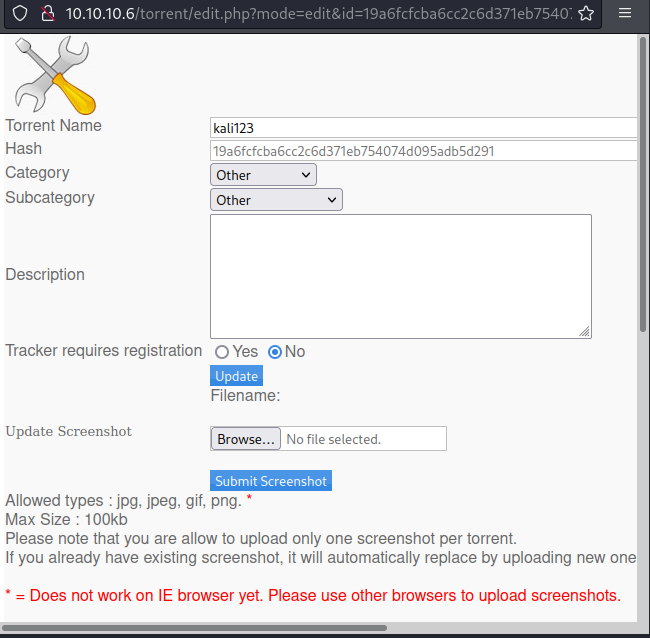 10.10.10.6/torrent/edit.php?mode=edit&id=19a6fcfcba6cc2c6d371eb75407
Torrent Name kali123
Hash 19a6fcfcba6cc2c6d371eb754074d095adb5d291
Category Other
Subcategory Other
Description
Tracker requires registration Yes No
Update
Filename:
Update Screenshot Browse... No file selected.
Submit Screenshot
Allowed types : jpg, jpeg, gif, png. *
Max Size : 100kb
Please note that you are allow to upload only one screenshot per torrent.
If you already have existing screenshot, it will automatically replace by uploading new one
* = Does not work on IE browser yet. Please use other browsers to upload screenshots.